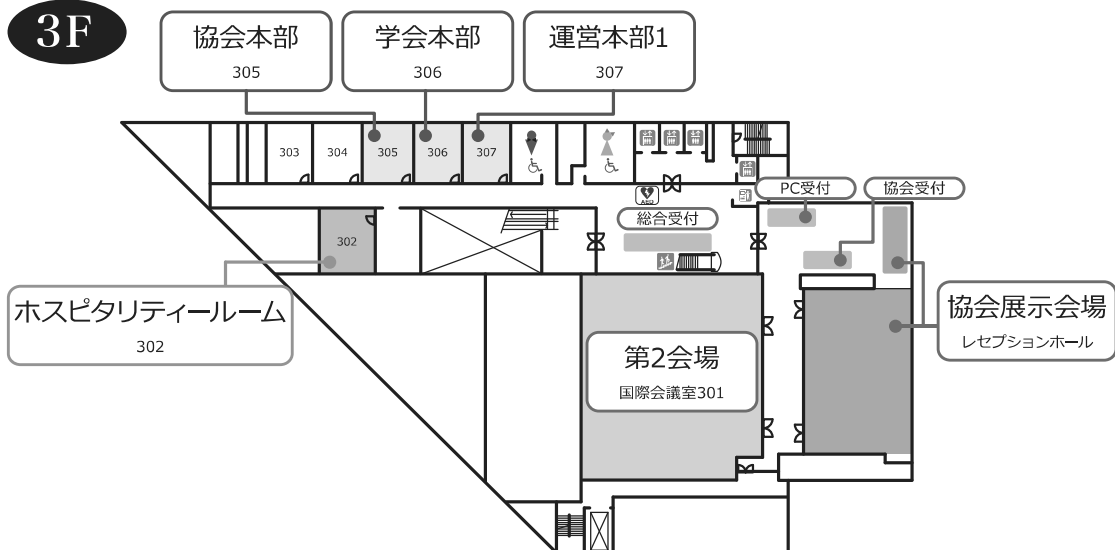 3F
協会本部
305
学会本部
306
運営本部1
307
303
304
305
306
307
AED
PC受付
協会受付
総合受付
302
ホスピタリティールーム
302
第2会場
国際会議室301
協会展示会場
レセプションホール